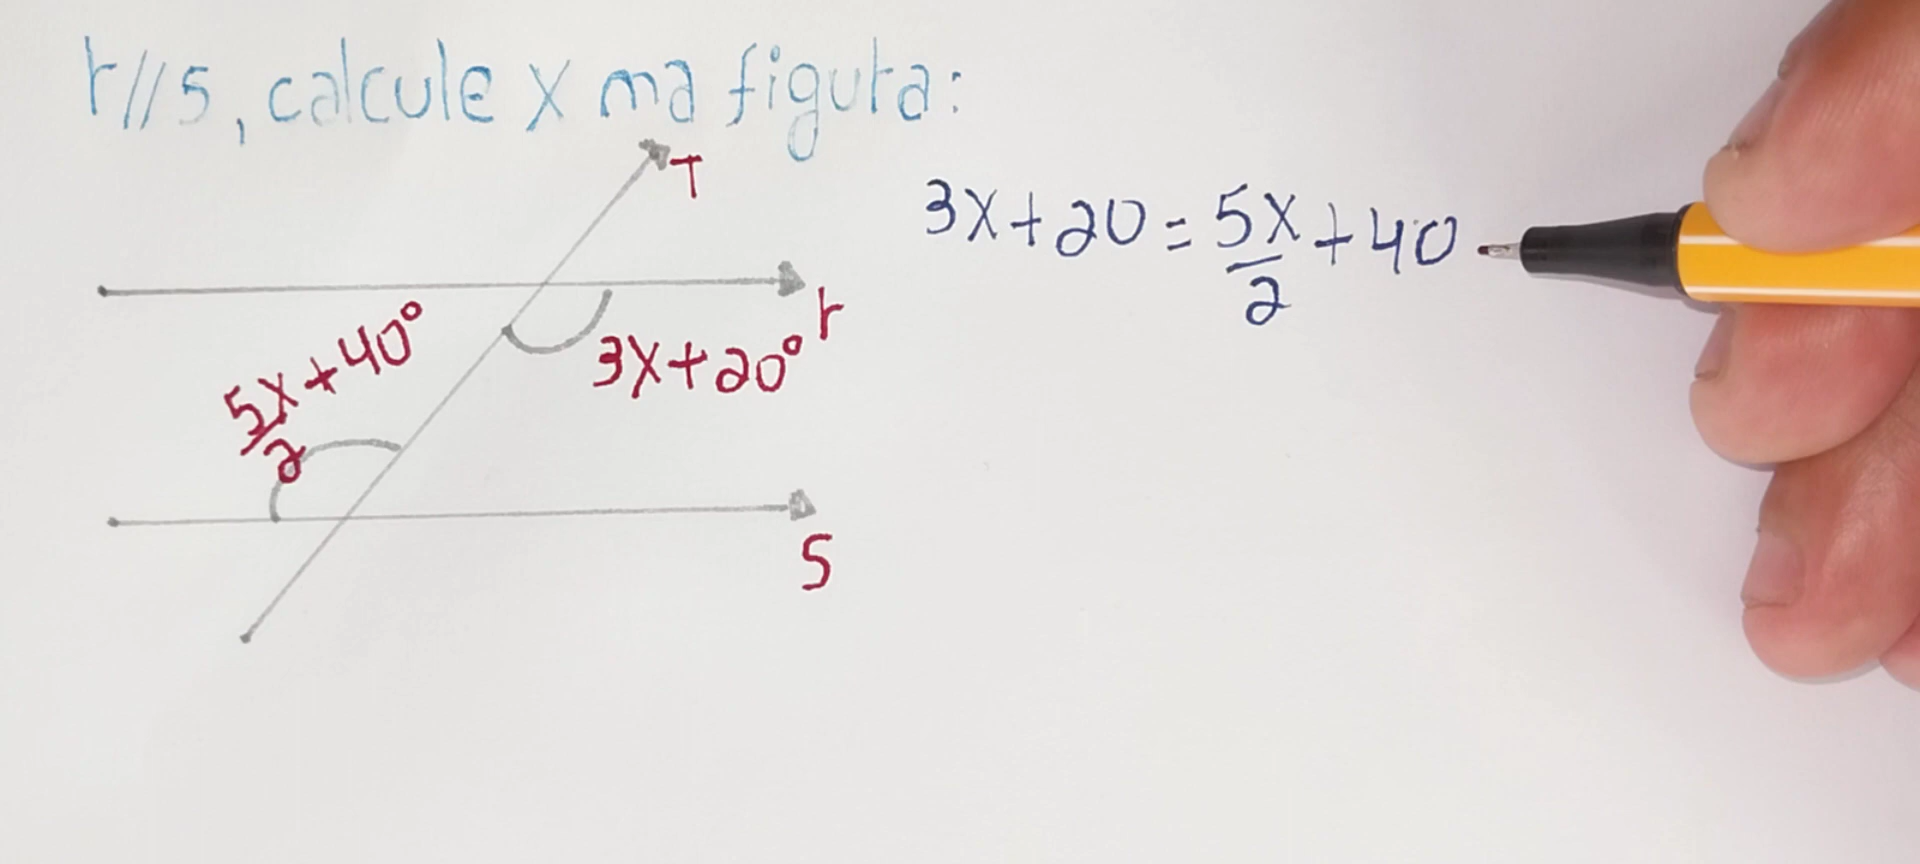 r//s, calcule x na figura:
T
3x+20=5x/2+40
r
5x/2+40°
3x+20°
S